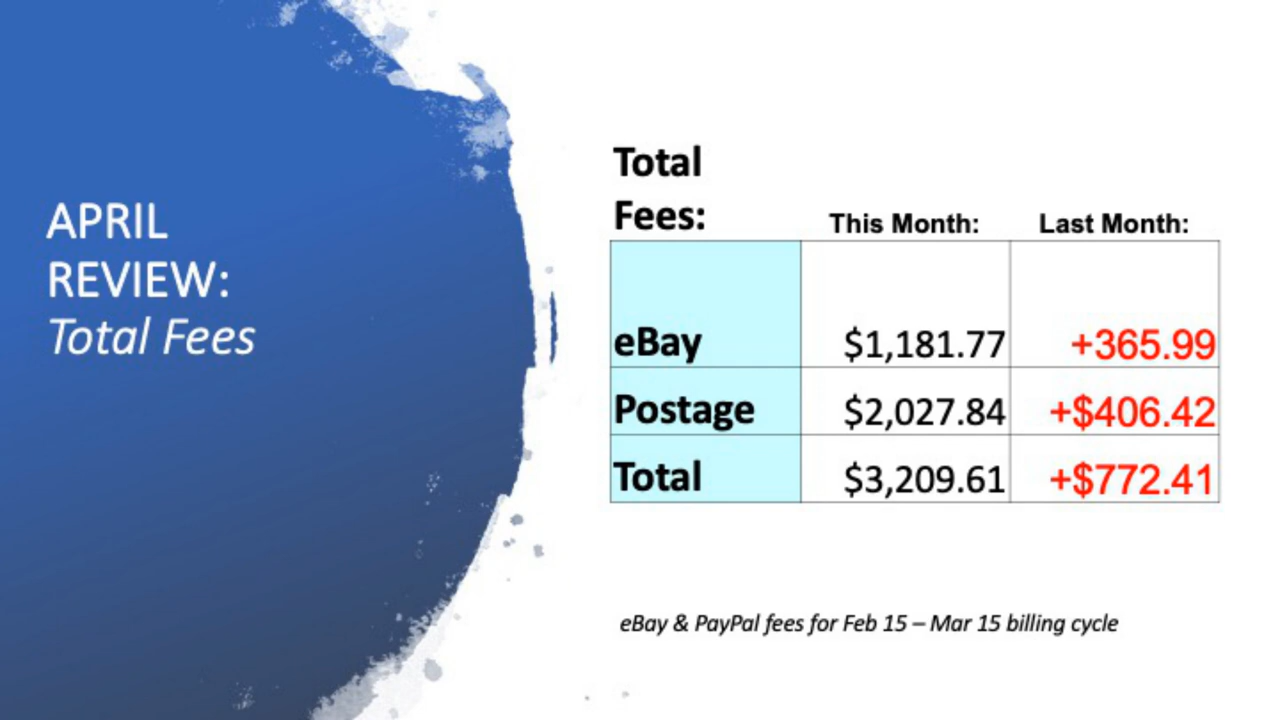 APRIL
REVIEW:
Total Fees
Total
Fees: This Month: Last Month:
eBay $1,181.77 +365.99
Postage $2,027.84 +$406.42
Total $3,209.61 +$772.41
eBay & PayPal fees for Feb 15 – Mar 15 billing cycle